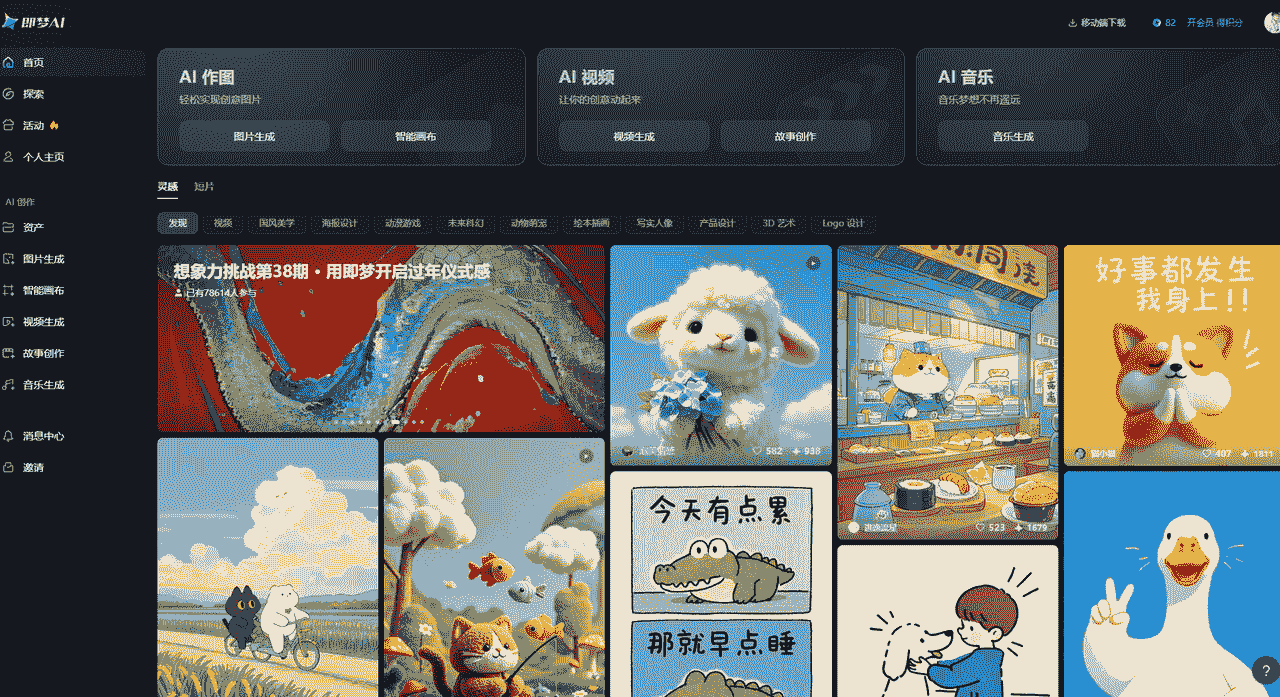 即梦AI
移动端下载
82
开会员 得积分
首页
探索
活动
个人主页
AI 创作
资产
图片生成
智能画布
视频生成
故事创作
音乐生成
消息中心
邀请
AI 作图
轻松实现创意图片
图片生成
智能画布
AI 视频
让你的创意动起来
视频生成
故事创作
AI 音乐
音乐梦想不再遥远
音乐生成
灵感
短片
发现
视频
国风美学
海报设计
动漫游戏
未来科幻
动物萌宠
绘本插画
写实人像
产品设计
3D 艺术
Logo 设计
想象力挑战第38期·用即梦开启过年仪式感
已有78614人参与
582
938
523
1679
好事都发生
我身上!!
407
1811
今天有点累
那就早点睡
?